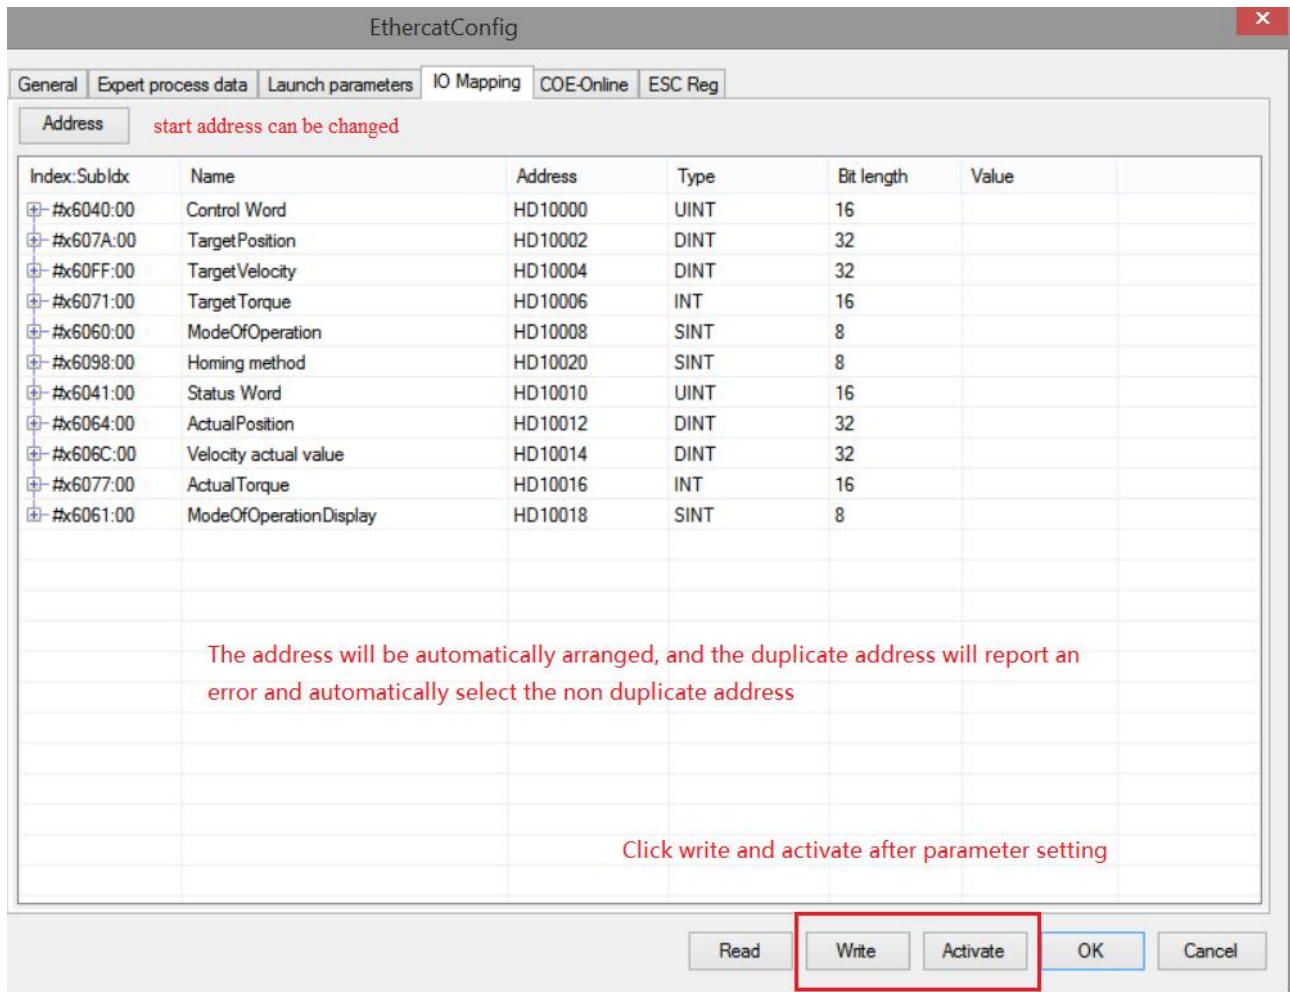 EthercatConfig
x
General Expert process data Launch parameters IO Mapping COE-Online ESC Reg
Address start address can be changed
Index:SubIdx Name Address Type Bit length Value
#x6040:00 Control Word HD10000 UINT 16
#x607A:00 TargetPosition HD10002 DINT 32
#x60FF:00 TargetVelocity HD10004 DINT 32
#x6071:00 TargetTorque HD10006 INT 16
#x6060:00 ModeOfOperation HD10008 SINT 8
#x6098:00 Homing method HD10020 SINT 8
#x6041:00 Status Word HD10010 UINT 16
#x6064:00 ActualPosition HD10012 DINT 32
#x606C:00 Velocity actual value HD10014 DINT 32
#x6077:00 ActualTorque HD10016 INT 16
#x6061:00 ModeOfOperationDisplay HD10018 SINT 8
The address will be automatically arranged, and the duplicate address will report an
error and automatically select the non duplicate address
Click write and activate after parameter setting
Read Write Activate OK Cancel